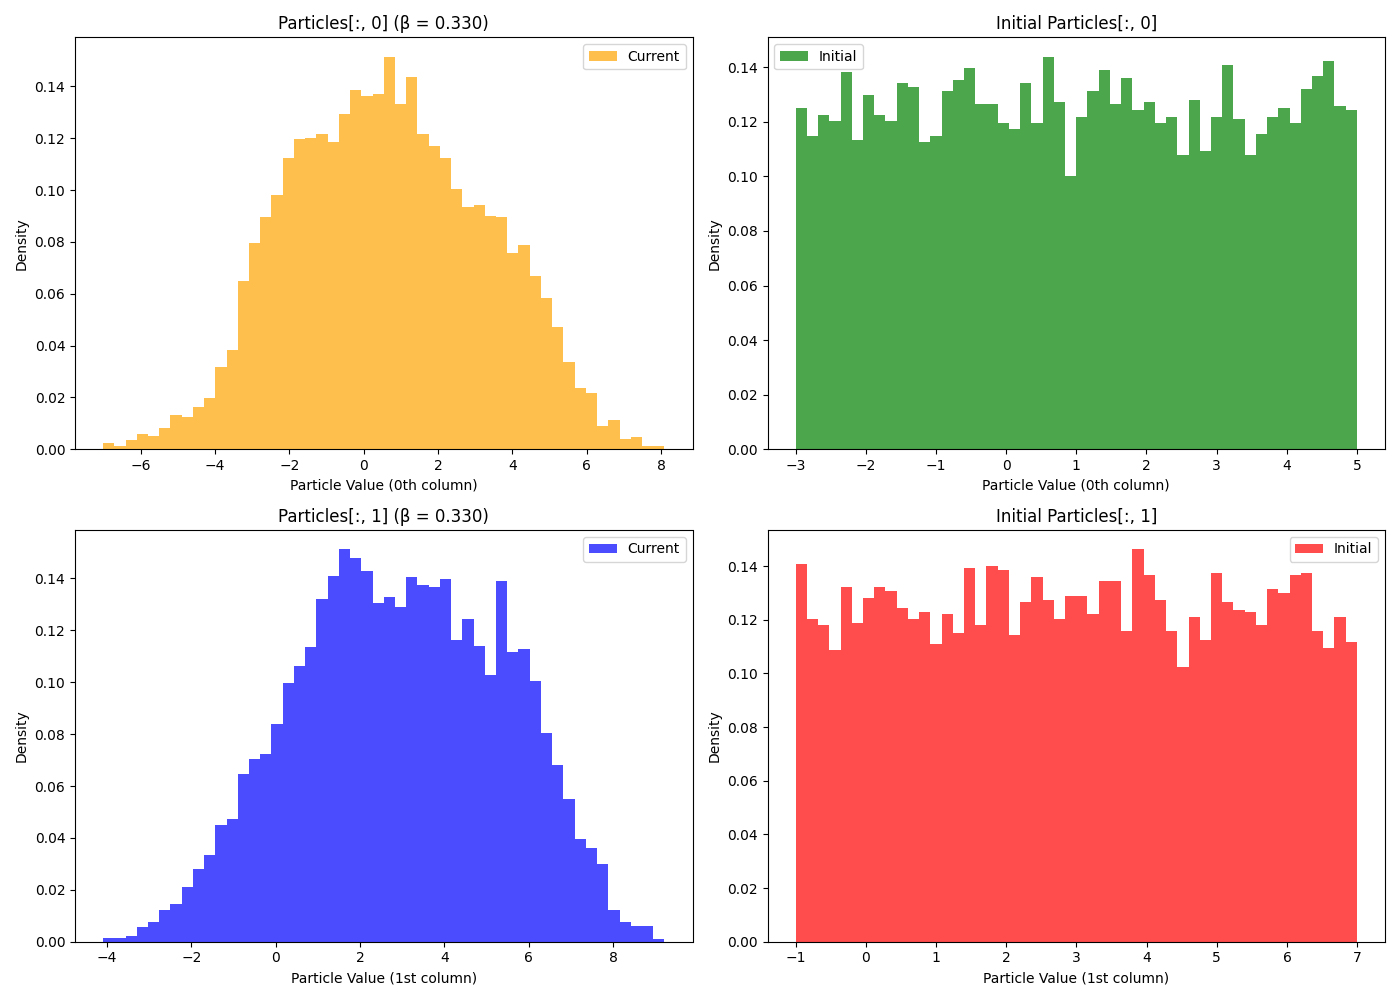 Particles[:, 0] (β = 0.330)
Current
Density
0.14
0.12
0.10
0.08
0.06
0.04
0.02
0.00
−6 −4 −2 0 2 4 6 8
Particle Value (0th column)
Initial Particles[:, 0]
Initial
Density
0.14
0.12
0.10
0.08
0.06
0.04
0.02
0.00
−3 −2 −1 0 1 2 3 4 5
Particle Value (0th column)
Particles[:, 1] (β = 0.330)
Current
Density
0.14
0.12
0.10
0.08
0.06
0.04
0.02
0.00
−4 −2 0 2 4 6 8
Particle Value (1st column)
Initial Particles[:, 1]
Initial
Density
0.14
0.12
0.10
0.08
0.06
0.04
0.02
0.00
−1 0 1 2 3 4 5 6 7
Particle Value (1st column)